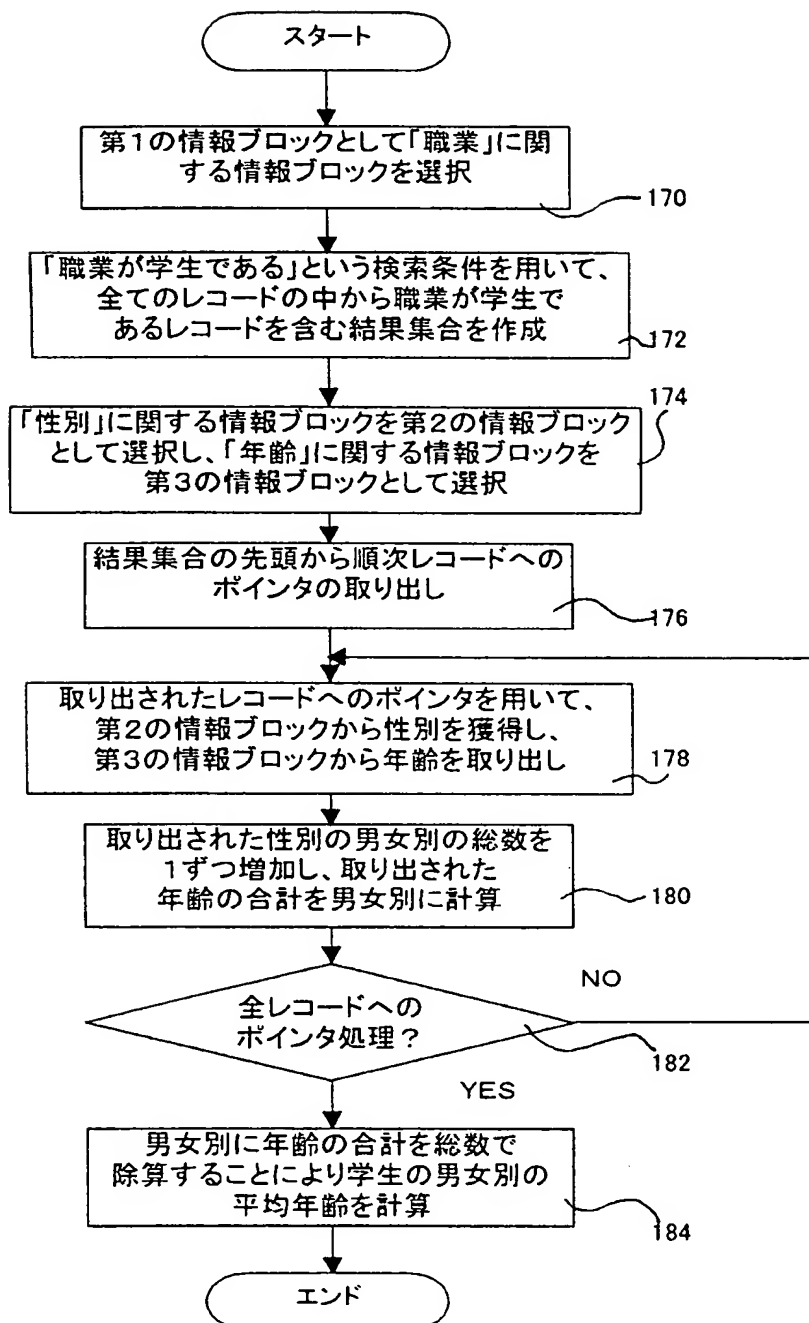 スタート
第1の情報ブロックとして「職業」に関
する情報ブロックを選択
170
「職業が学生である」という検索条件を用いて、
全てのレコードの中から職業が学生で
あるレコードを含む結果集合を作成
172
174
「性別」に関する情報ブロックを第2の情報ブロック
として選択し、「年齢」に関する情報ブロックを
第3の情報ブロックとして選択
結果集合の先頭から順次レコードへの
ポインタの取り出し
176
取り出されたレコードへのポインタを用いて、
第2の情報ブロックから性別を獲得し、
第3の情報ブロックから年齢を取り出し
178
取り出された性別の男女別の総数を
1ずつ増加し、取り出された
年齢の合計を男女別に計算
180
NO
全レコードへの
ポインタ処理?
182
YES
男女別に年齢の合計を総数で
除算することにより学生の男女別の
平均年齢を計算
184
エンド